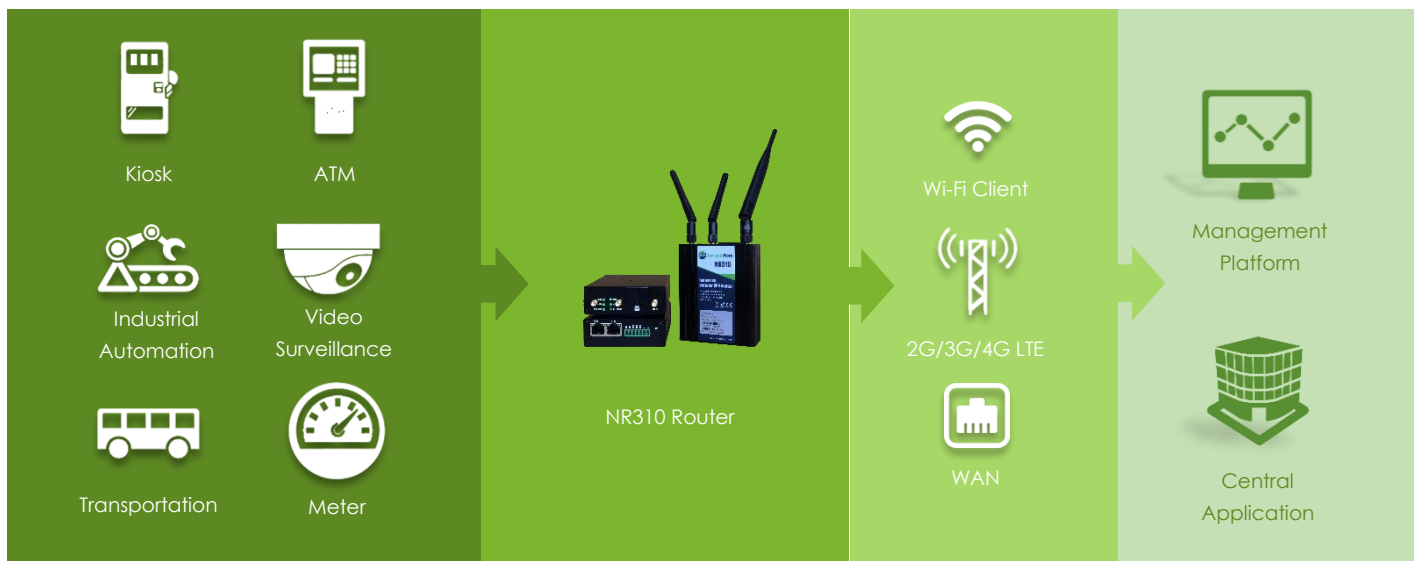 Kiosk
ATM
Industrial
Automation
Video
Surveillance
Transportation
Meter
NR310
NR310 Router
Wi-Fi Client
2G/3G/4G LTE
WAN
Management
Platform
Central
Application